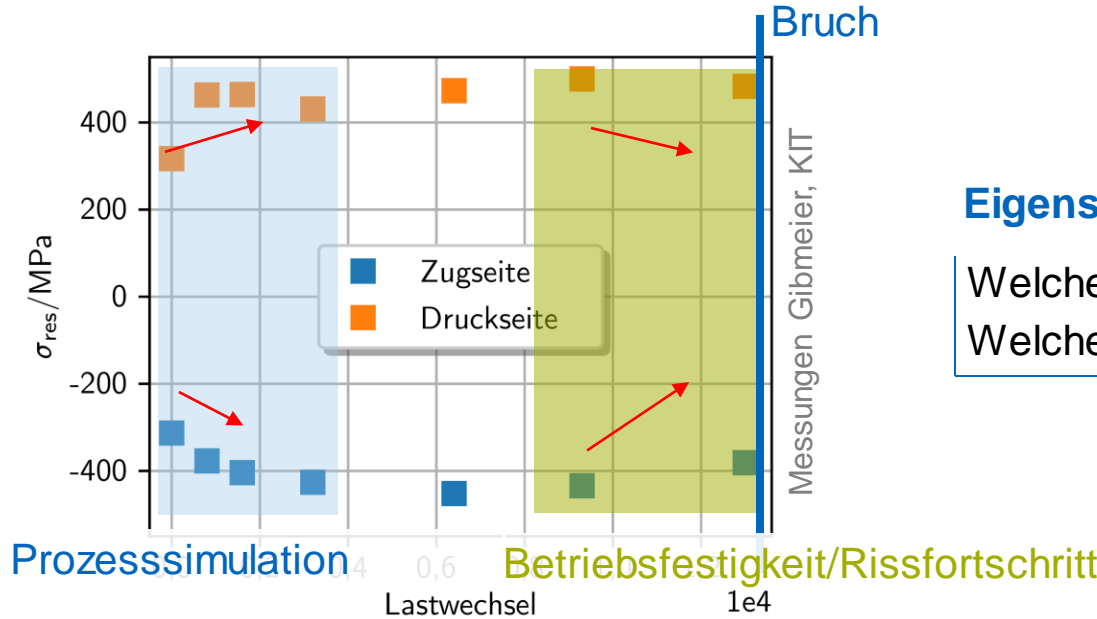 Bruch
400
200
0
-200
-400
σres/MPa
Zugseite
Druckseite
Messungen Gibmeier, KIT
Eigens
Welche
Welche
Prozesssimulation
Betriebsfestigkeit/Rissfortschritt
0,4
0,6
Lastwechsel
1e4